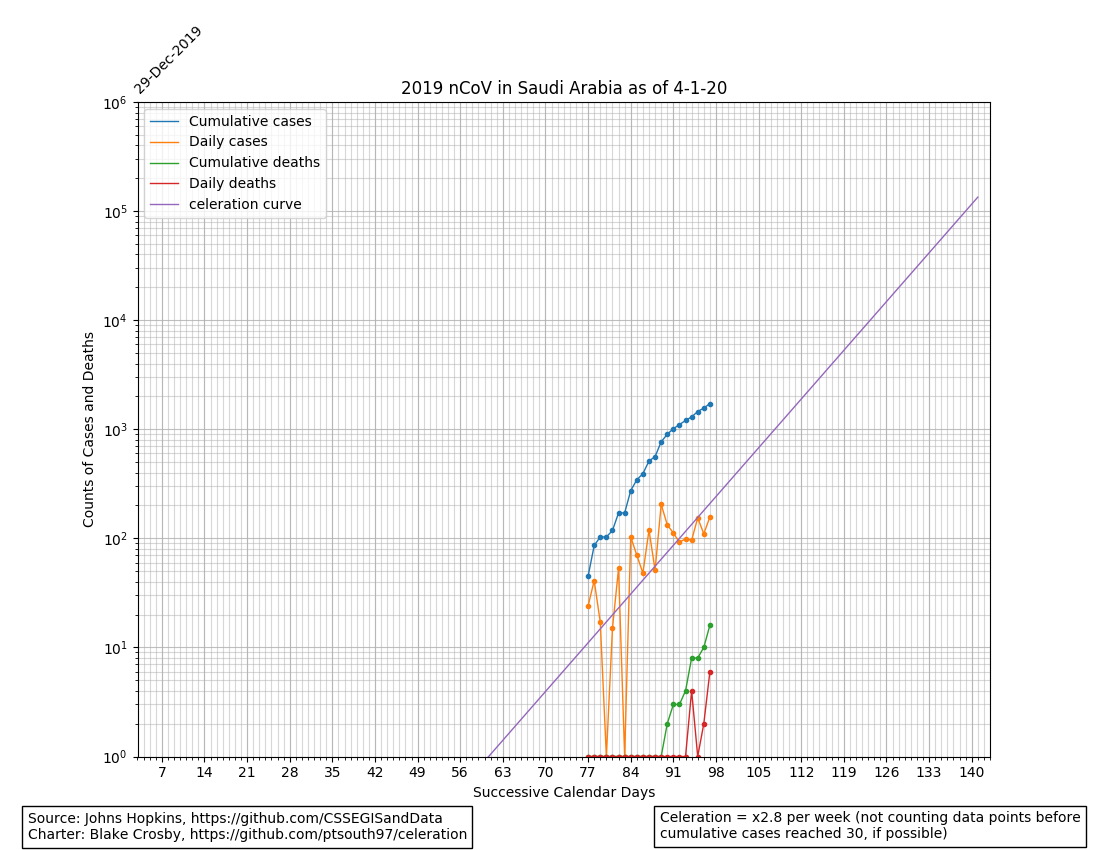 29-Dec-2019
2019 nCoV in Saudi Arabia as of 4-1-20
Cumulative cases
Daily cases
Cumulative deaths
Daily deaths
celeration curve
Counts of Cases and Deaths
10^6
10^5
10^4
10^3
10^2
10^1
10^0
7 14 21 28 35 42 49 56 63 70 77 84 91 98 105 112 119 126 133 140
Successive Calendar Days
Source: Johns Hopkins, https://github.com/CSSEGISandData
Charter: Blake Crosby, https://github.com/ptsouth97/celeration
Celeration = x2.8 per week (not counting data points before
cumulative cases reached 30, if possible)